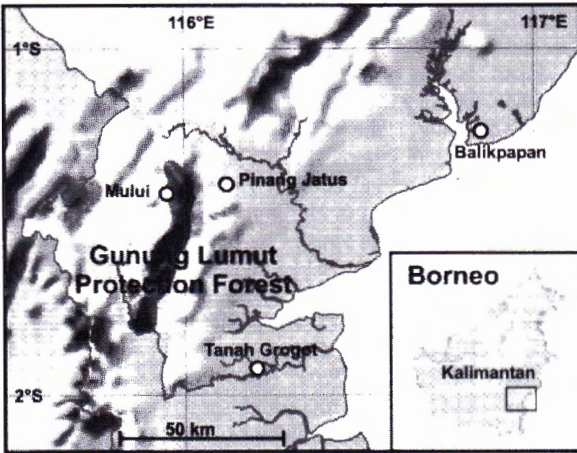 116°E
117°E
1°S
Balikpapan
Mului
Pinang Jatus
Gunung Lumut
Protection Forest
Borneo
Kalimantan
Tanah Grogot
2°S
50 km